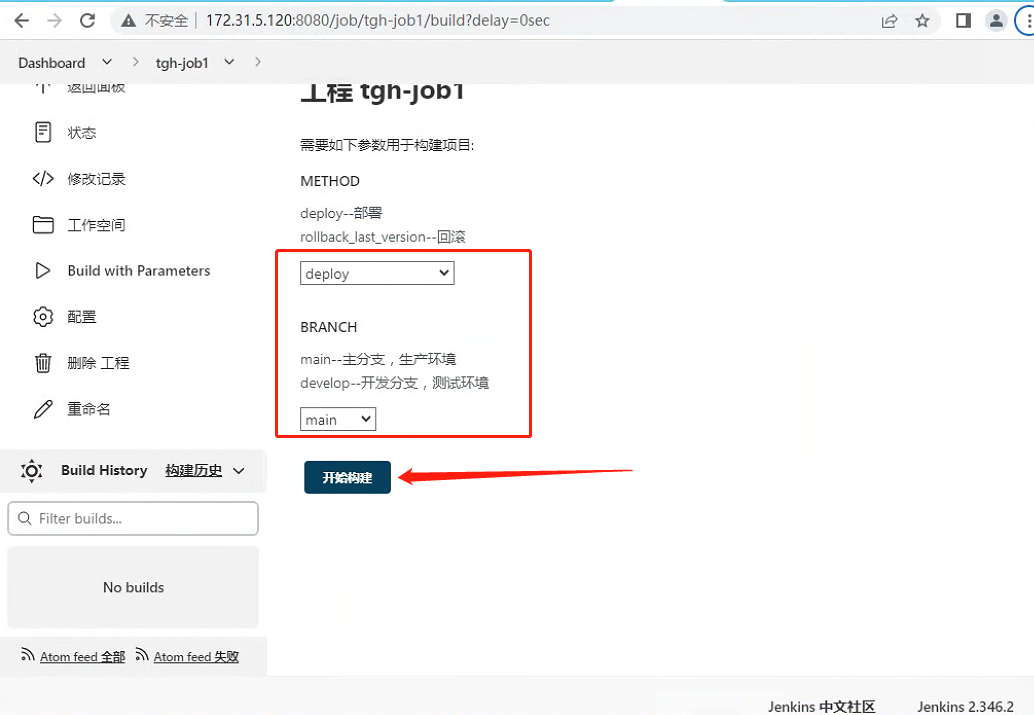 不安全 172.31.5.120:8080/job/tgh-job1/build?delay=0sec
Dashboard
tgh-job1
返回面板
状态
修改记录
工作空间
Build with Parameters
配置
删除 工程
重命名
Build History 构建历史
Filter builds...
No builds
Atom feed 全部 Atom feed 失败
工程 tgh-job1
需要如下参数用于构建项目:
METHOD
deploy--部署
rollback_last_version--回滚
deploy
BRANCH
main--主分支，生产环境
develop--开发分支，测试环境
main
开始构建
Jenkins 中文社区 Jenkins 2.346.2